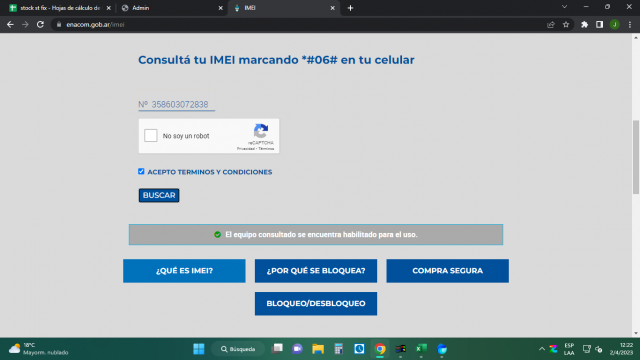 stock st fix - Hojas de cálculo de
Admin
IMEI
enacom.gob.ar/imei
J
Consultá tu IMEI marcando *#06# en tu celular
Nº 358603072838
No soy un robot
reCAPTCHA
Privacidad - Términos
ACEPTO TERMINOS Y CONDICIONES
BUSCAR
El equipo consultado se encuentra habilitado para el uso.
¿QUÉ ES IMEI?
¿POR QUÉ SE BLOQUEA?
COMPRA SEGURA
BLOQUEO/DESBLOQUEO
18°C
Mayorm. nublado
Búsqueda
ESP
LAA
12:22
2/4/2023